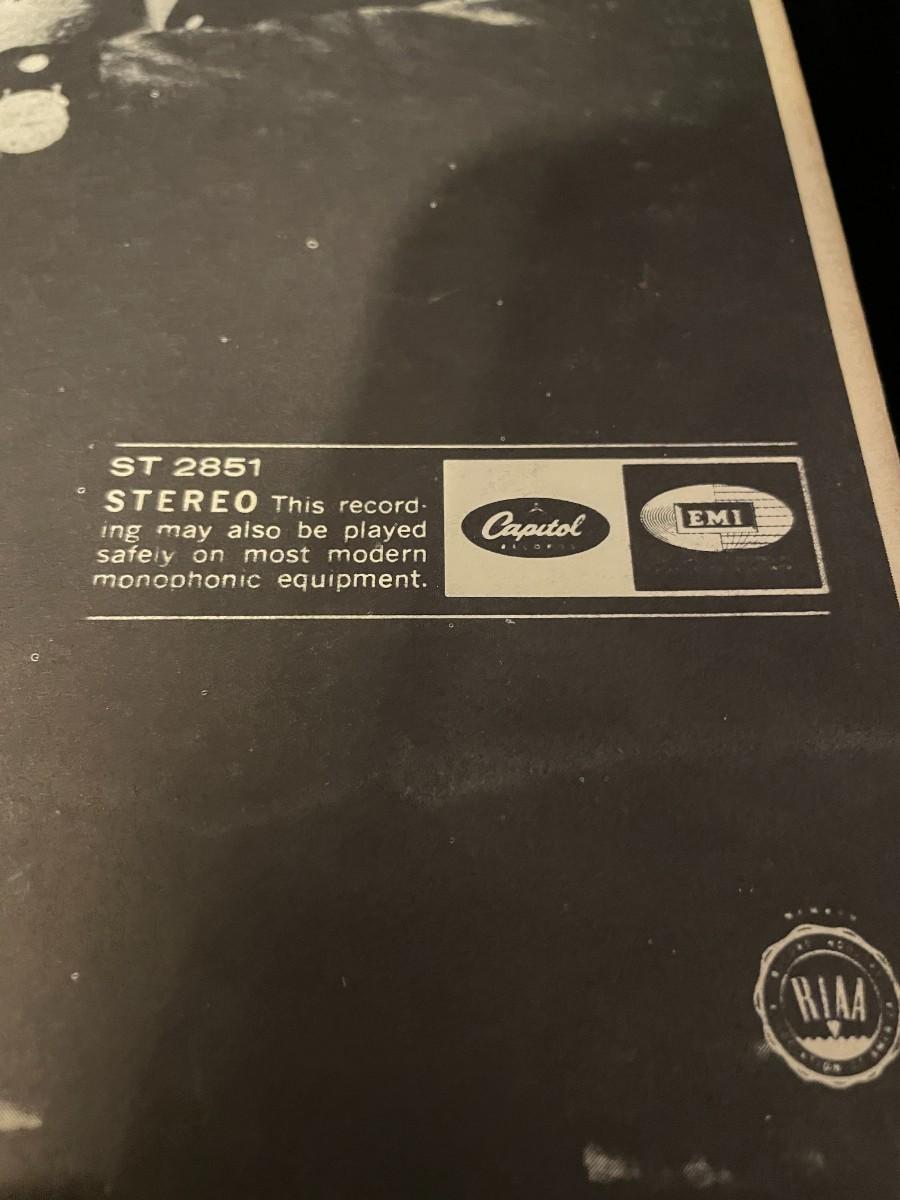 ST 2851
STEREO This record-
ing may also be played
safely on most modern
monophonic equipment.
Capitol
RECORDS
EMI
RIAA